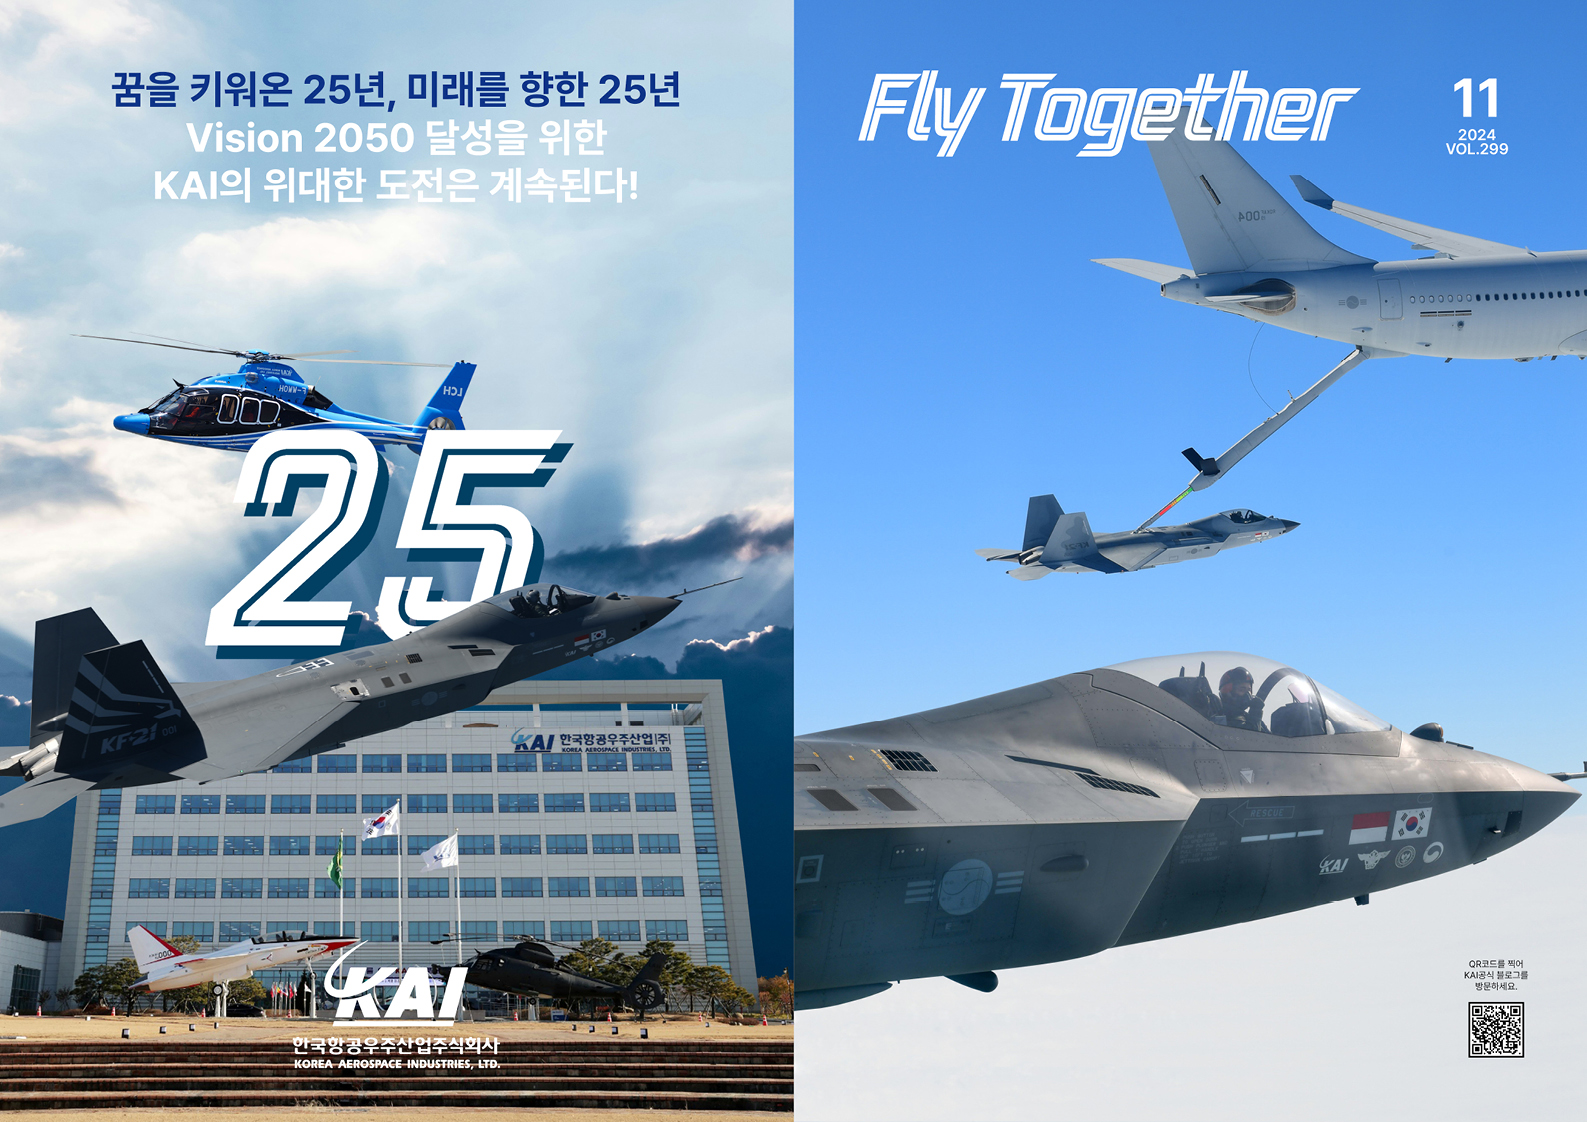 꿈을 키워온 25년, 미래를 향한 25년
Vision 2050 달성을 위한
KAI의 위대한 도전은 계속된다!
F-WWOH
LCH
25
KF-21 001
KAI 한국항공우주산업(주)
KOREA AEROSPACE INDUSTRIES, LTD.
KAI
한국항공우주산업주식회사
KOREA AEROSPACE INDUSTRIES, LTD.
Fly Together
11
2024
VOL.299
004
RESCUE
KAI
QR코드를 찍어
KAI공식 블로그를
방문하세요.